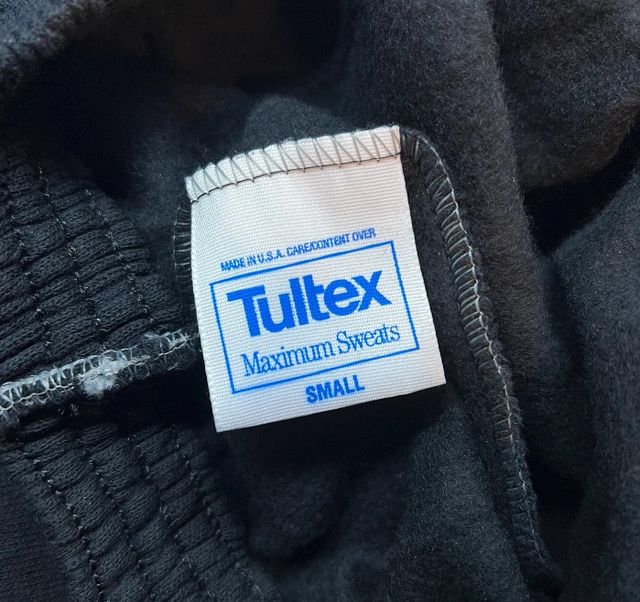 MADE IN U.S.A. CARE/CONTENT OVER
Tultex
Maximum Sweats
SMALL